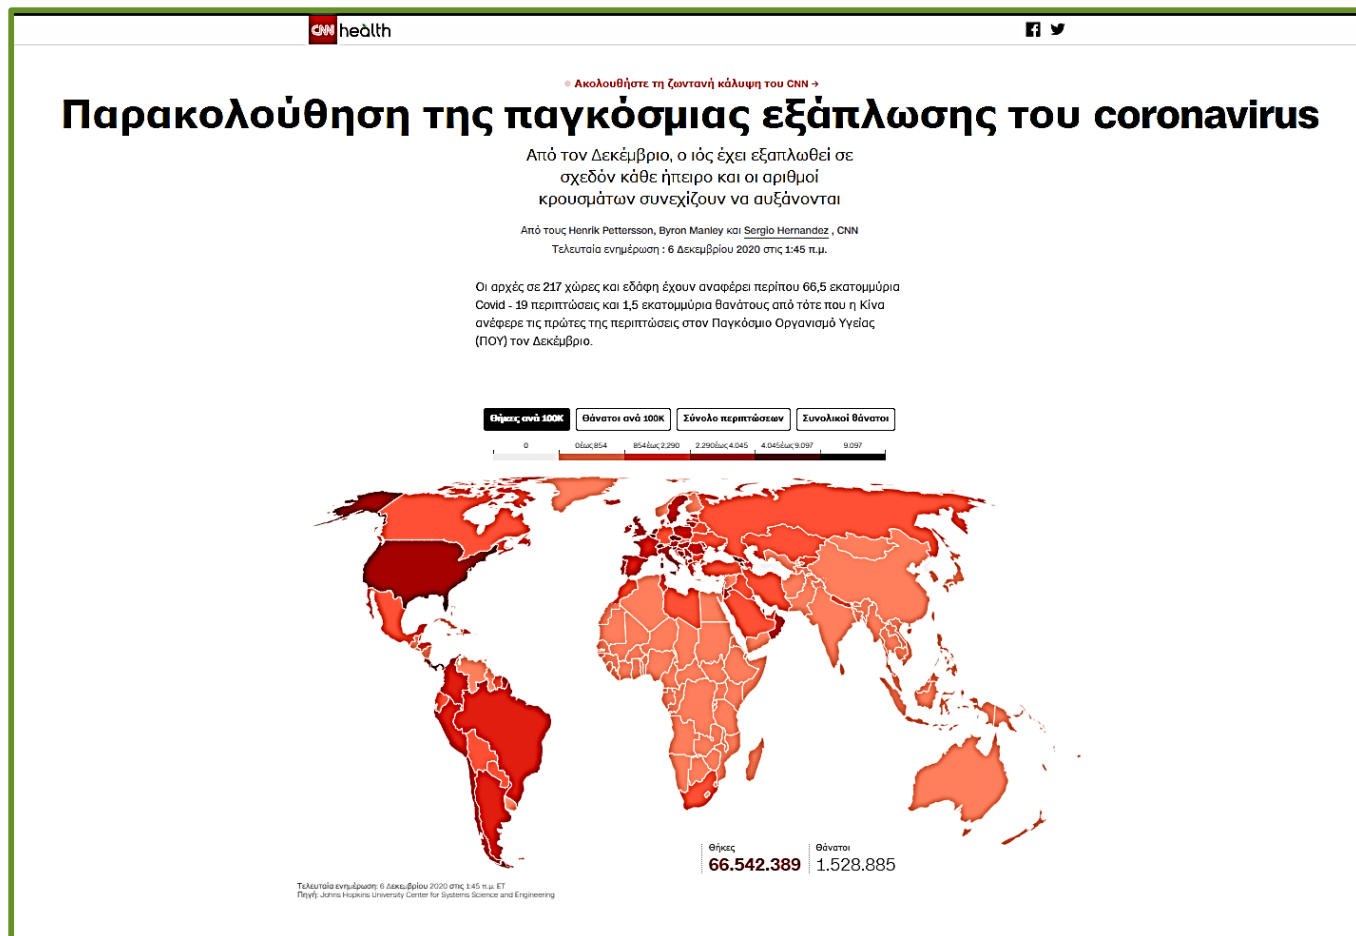 CNN health
Ακολουθήστε τη ζωντανή κάλυψη του CNN →
Παρακολούθηση της παγκόσμιας εξάπλωσης του coronavirus
Από τον Δεκέμβριο, ο ιός έχει εξαπλωθεί σε
σχεδόν κάθε ήπειρο και οι αριθμοί
κρουσμάτων συνεχίζουν να αυξάνονται
Από τους Henrik Pettersson, Byron Manley και Sergio Hernandez , CNN
Τελευταία ενημέρωση : 6 Δεκεμβρίου 2020 στις 1:45 π.μ.
Οι αρχές σε 217 χώρες και εδάφη έχουν αναφέρει περίπου 66,5 εκατομμύρια
Covid - 19 περιπτώσεις και 1,5 εκατομμύρια θανάτους από τότε που η Κίνα
ανέφερε τις πρώτες της περιπτώσεις στον Παγκόσμιο Οργανισμό Υγείας
(ΠΟΥ) τον Δεκέμβριο.
Θήκες ανά 100K Θάνατοι ανά 100K Σύνολο περιπτώσεων Συνολικοί θάνατοι
0 0έως 854 854έως 2,290 2.290έως 4.045 4.045έως 9.097 9.097
Θήκες Θάνατοι
66.542.389 1.528.885
Τελευταία ενημέρωση: 6 Δεκεμβρίου 2020 στις 1:45 π.μ. ET
Πηγή: Johns Hopkins University Center for Systems Science and Engineering